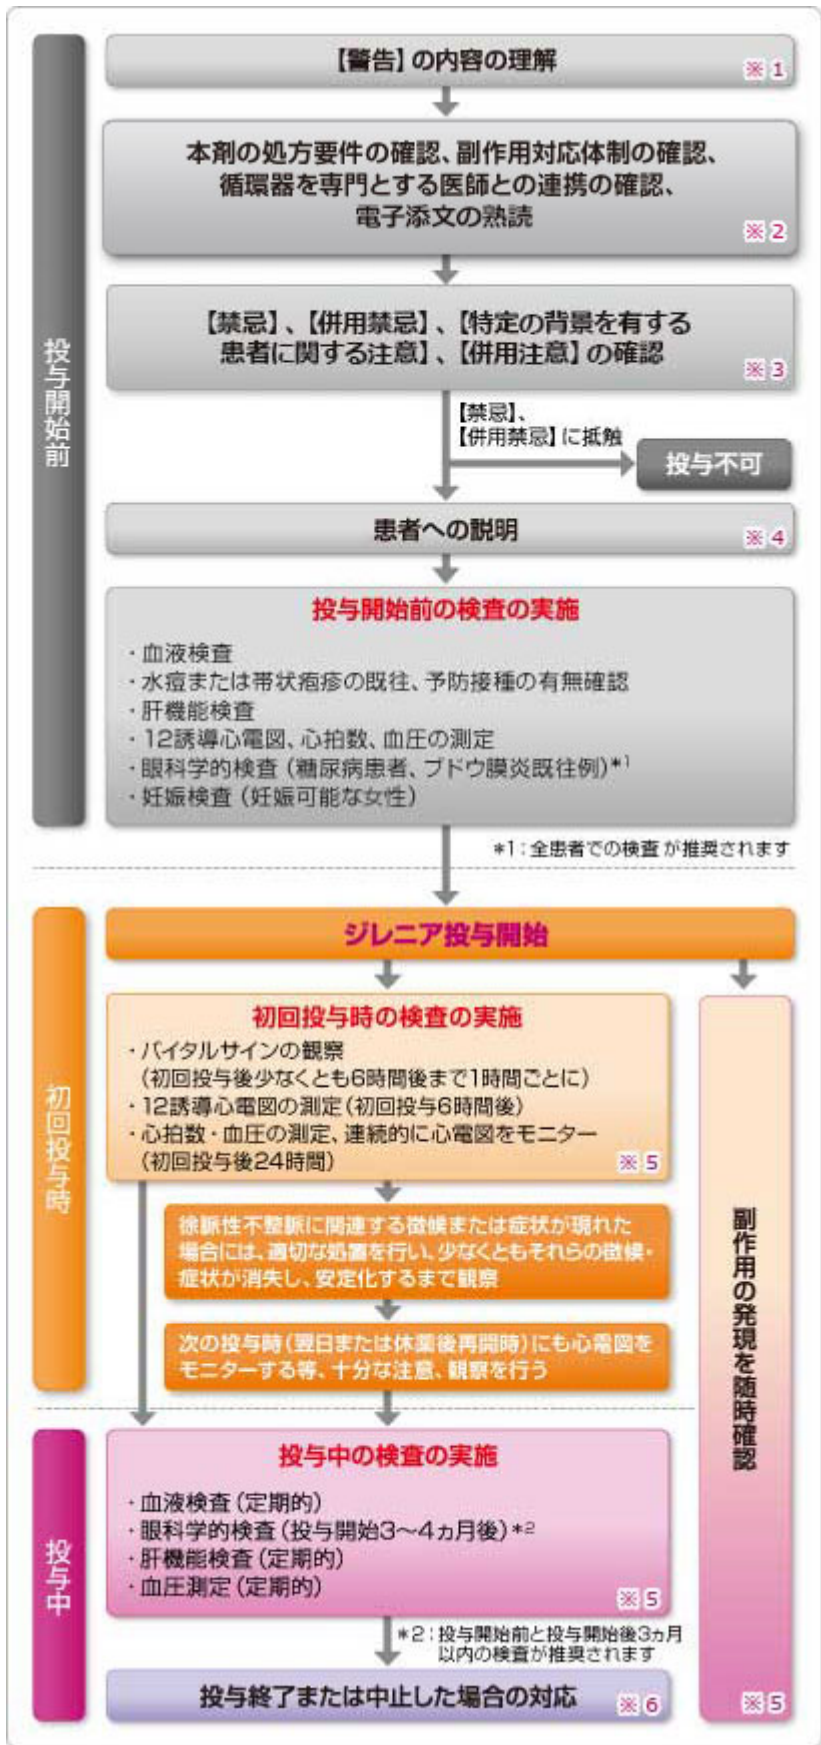 投与開始前
【警告】の内容の理解
※1
本剤の処方要件の確認、副作用対応体制の確認、
循環器を専門とする医師との連携の確認、
電子添文の熟読
※2
【禁忌】、【併用禁忌】、【特定の背景を有する
患者に関する注意】、【併用注意】の確認
※3
【禁忌】、
【併用禁忌】に抵触
投与不可
患者への説明
※4
投与開始前の検査の実施
・血液検査
・水痘または帯状疱疹の既往、予防接種の有無確認
・肝機能検査
・12誘導心電図、心拍数、血圧の測定
・眼科学的検査(糖尿病患者、ブドウ膜炎既往例)*1
・妊娠検査(妊娠可能な女性)
*1:全患者での検査が推奨されます
初回投与時
ジレニア投与開始
初回投与時の検査の実施
・バイタルサインの観察
(初回投与後少なくとも6時間後まで1時間ごとに)
・12誘導心電図の測定(初回投与6時間後)
・心拍数・血圧の測定、連続的に心電図をモニター
(初回投与後24時間)
※5
徐脈性不整脈に関連する徴候または症状が現れた
場合には、適切な処置を行い、少なくともそれらの徴候・
症状が消失し、安定化するまで観察
次の投与時(翌日または休薬後再開時)にも心電図を
モニターする等、十分な注意、観察を行う
副作用の発現を随時確認
※5
投与中
投与中の検査の実施
・血液検査(定期的)
・眼科学的検査(投与開始3〜4ヵ月後)*2
・肝機能検査(定期的)
・血圧測定(定期的)
※5
*2:投与開始前と投与開始後3ヵ月
以内の検査が推奨されます
投与終了または中止した場合の対応
※6